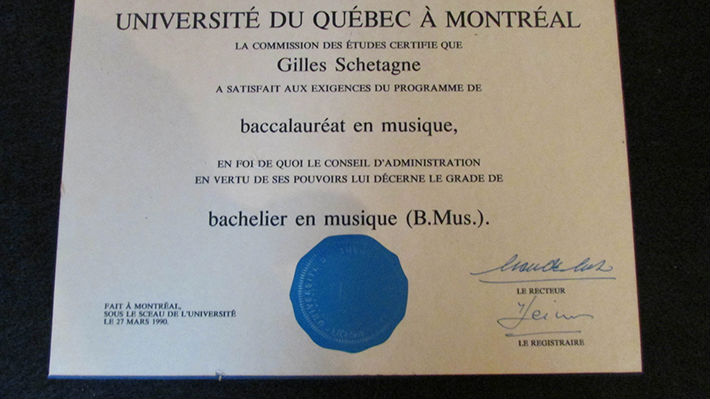 UNIVERSITÉ DU QUÉBEC À MONTRÉAL
LA COMMISSION DES ÉTUDES CERTIFIE QUE
Gilles Schetagne
A SATISFAIT AUX EXIGENCES DU PROGRAMME DE
baccalauréat en musique,
EN FOI DE QUOI LE CONSEIL D'ADMINISTRATION
EN VERTU DE SES POUVOIRS LUI DÉCERNE LE GRADE DE
bachelier en musique (B.Mus.).
FAIT À MONTRÉAL,
SOUS LE SCEAU DE L'UNIVERSITÉ
LE 27 MARS 1990.
LE RECTEUR
LE REGISTRAIRE